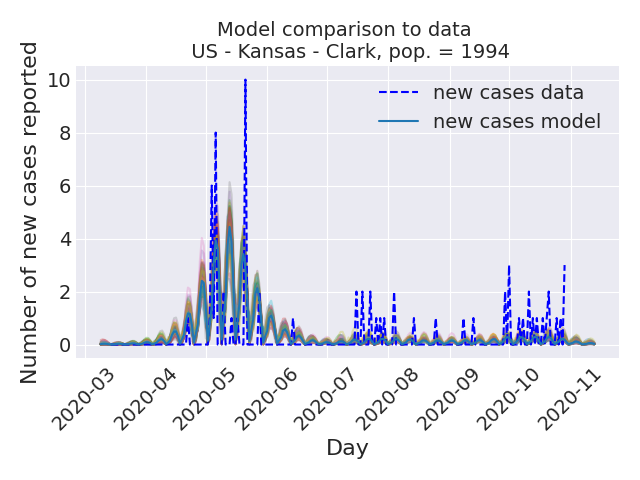 Model comparison to data
US - Kansas - Clark, pop. = 1994
Number of new cases reported
10
8
6
4
2
0
new cases data
new cases model
2020-03
2020-04
2020-05
2020-06
2020-07
2020-08
2020-09
2020-10
2020-11
Day